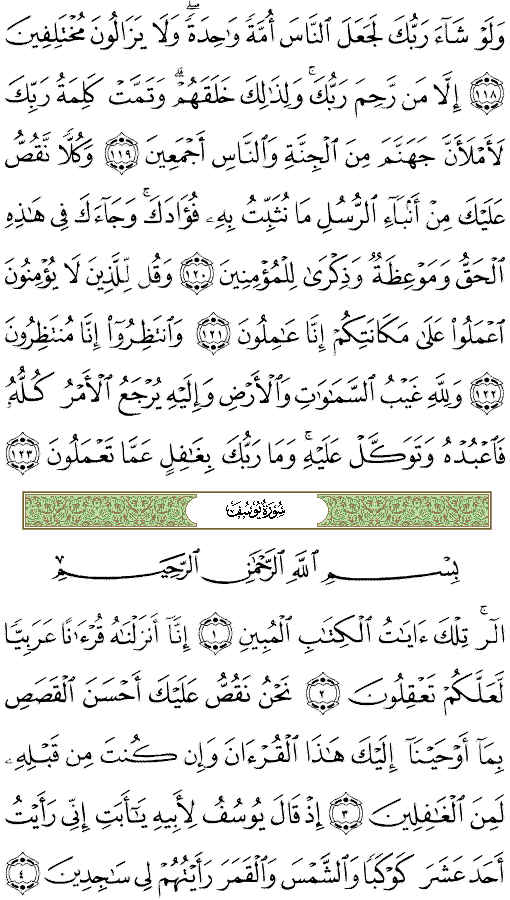 وَلَوْ شَآءَ رَبُّكَ لَجَعَلَ ٱلنَّاسَ أُمَّةً وَٰحِدَةً ۖ وَلَا يَزَالُونَ مُخْتَلِفِينَ
١١٨ إِلَّا مَن رَّحِمَ رَبُّكَ ۚ وَلِذَٰلِكَ خَلَقَهُمْ ۗ وَتَمَّتْ كَلِمَةُ رَبِّكَ
لَأَمْلَأَنَّ جَهَنَّمَ مِنَ ٱلْجِنَّةِ وَٱلنَّاسِ أَجْمَعِينَ ١١٩ وَكُلًّا نَّقُصُّ
عَلَيْكَ مِنْ أَنۢبَآءِ ٱلرُّسُلِ مَا نُثَبِّتُ بِهِۦ فُؤَادَكَ ۚ وَجَآءَكَ فِى هَٰذِهِ
ٱلْحَقُّ وَمَوْعِظَةٌ وَذِكْرَىٰ لِلْمُؤْمِنِينَ ١٢٠ وَقُل لِّلَّذِينَ لَا يُؤْمِنُونَ
ٱعْمَلُوا۟ عَلَىٰ مَكَانَتِكُمْ إِنَّا عَٰمِلُونَ ١٢١ وَٱنتَظِرُوٓا۟ إِنَّا مُنتَظِرُونَ
١٢٢ وَلِلَّهِ غَيْبُ ٱلسَّمَٰوَٰتِ وَٱلْأَرْضِ وَإِلَيْهِ يُرْجَعُ ٱلْأَمْرُ كُلُّهُۥ
فَٱعْبُدْهُ وَتَوَكَّلْ عَلَيْهِ ۚ وَمَا رَبُّكَ بِغَٰفِلٍ عَمَّا تَعْمَلُونَ ١٢٣
سُورَةُ يُوسُفَ
بِسْمِ ٱللَّهِ ٱلرَّحْمَٰنِ ٱلرَّحِيمِ
الٓر ۚ تِلْكَ ءَايَٰتُ ٱلْكِتَٰبِ ٱلْمُبِينِ ١ إِنَّآ أَنزَلْنَٰهُ قُرْءَٰنًا عَرَبِيًّا
لَّعَلَّكُمْ تَعْقِلُونَ ٢ نَحْنُ نَقُصُّ عَلَيْكَ أَحْسَنَ ٱلْقَصَصِ
بِمَآ أَوْحَيْنَآ إِلَيْكَ هَٰذَا ٱلْقُرْءَانَ وَإِن كُنتَ مِن قَبْلِهِۦ
لَمِنَ ٱلْغَٰفِلِينَ ٣ إِذْ قَالَ يُوسُفُ لِأَبِيهِ يَٰٓأَبَتِ إِنِّى رَأَيْتُ
أَحَدَ عَشَرَ كَوْكَبًا وَٱلشَّمْسَ وَٱلْقَمَرَ رَأَيْتُهُمْ لِى سَٰجِدِينَ ٤